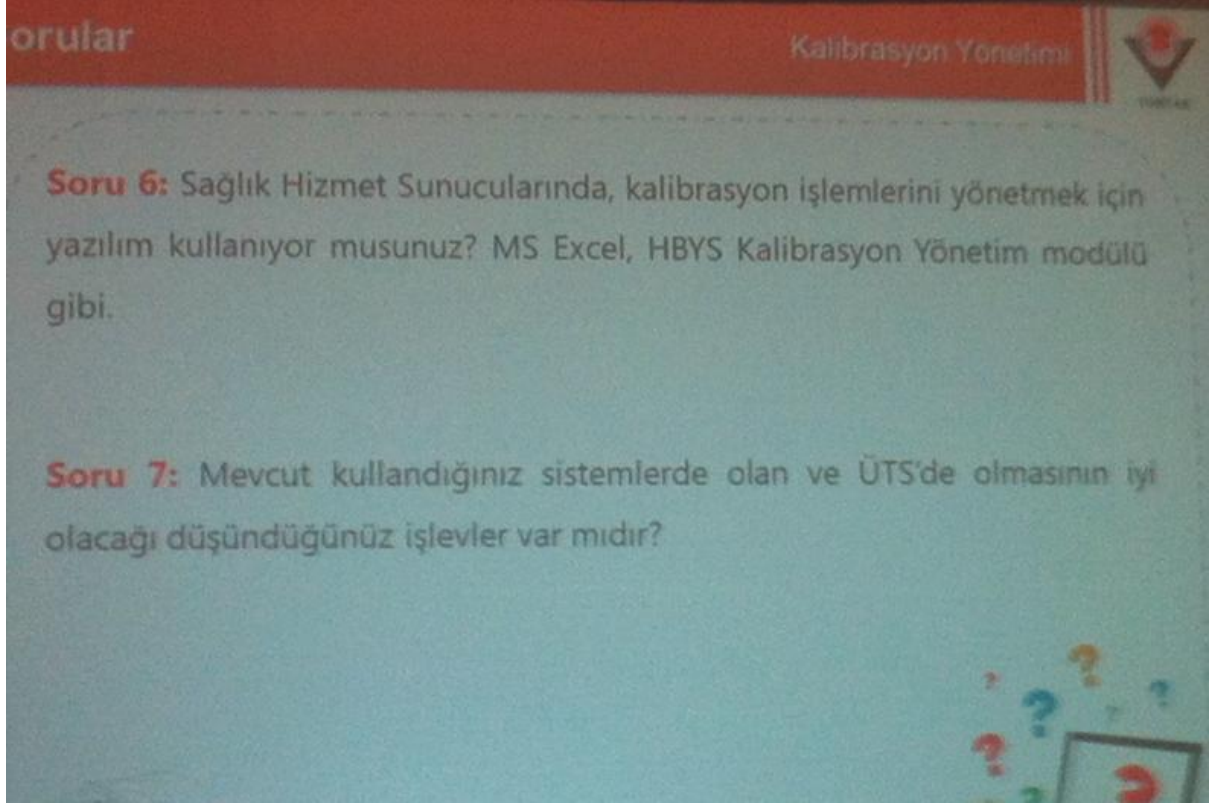 orular
Kalibrasyon Yönetimi
TÜBİTAK
Soru 6: Sağlık Hizmet Sunucularında, kalibrasyon işlemlerini yönetmek için
yazılım kullanıyor musunuz? MS Excel, HBYS Kalibrasyon Yönetim modülü
gibi.
Soru 7: Mevcut kullandığınız sistemlerde olan ve ÜTS'de olmasının iyi
olacağı düşündüğünüz işlevler var mıdır?